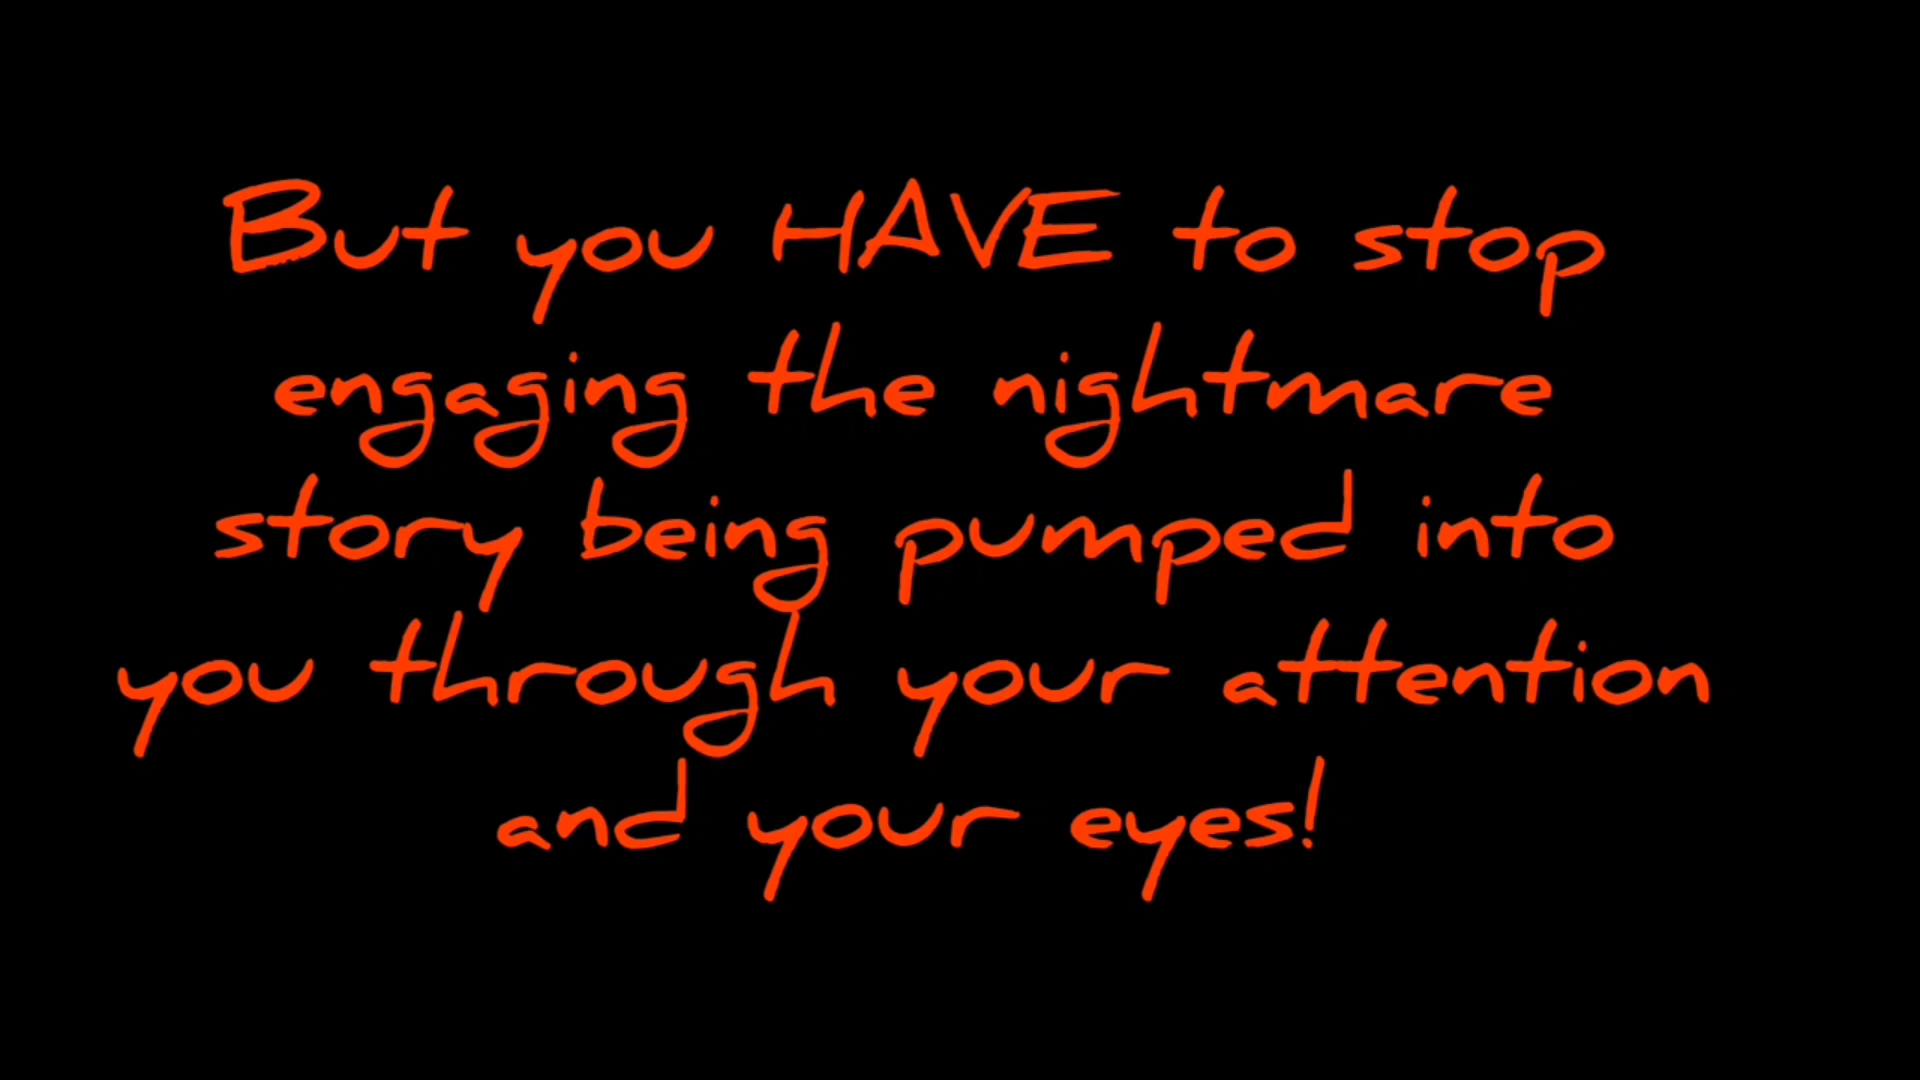 But you HAVE to stop
engaging the nightmare
story being pumped into
you through your attention
and your eyes!